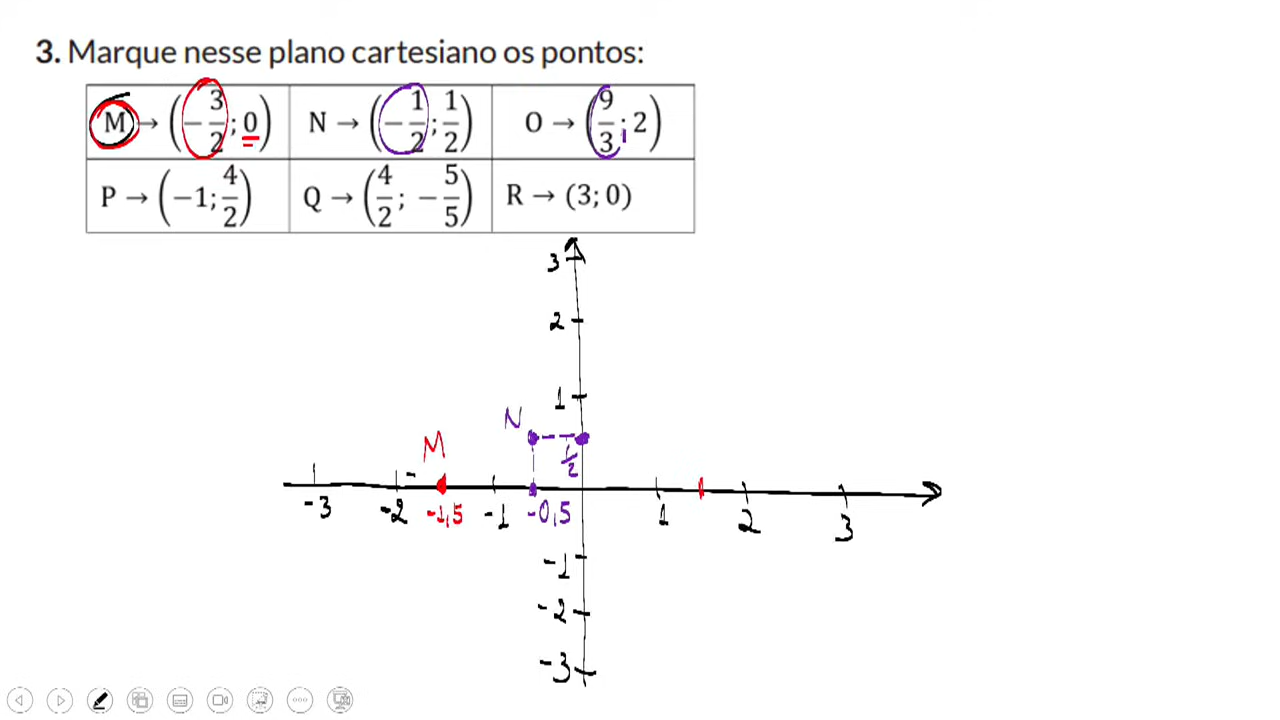 3. Marque nesse plano cartesiano os pontos:
M → (−3/2; 0) N → (−1/2; 1/2) O → (9/3; 2)
P → (−1; 4/2) Q → (4/2; −5/5) R → (3; 0)
3
2
1
N
M
1/2
-3 -2 -1,5 -1 -0,5 1 2 3
-1
-2
-3